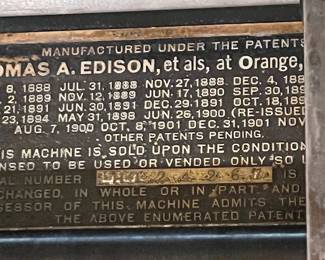 MANUFACTURED UNDER THE PATENTS
OMAS A. EDISON, et als, at Orange,
8, 1888 JUL. 31, 1888 NOV. 27, 1888 DEC. 4, 188
2, 1889 NOV. 12, 1889 JUN. 17, 1890 SEP. 30, 189
21, 1891 JUN. 30, 1891 DEC. 29, 1891 OCT. 18, 189
23, 1894 MAY 31, 1898 JUN. 26, 1900 (RE-ISSUED
AUG. 7, 1900 OCT. 8, 1901 DEC. 31, 1901 NOV.
OTHER PATENTS PENDING.
IS MACHINE IS SOLD UPON THE CONDITION
NSED TO BE USED OR VENDED ONLY SO L
AL NUMBER IS
CHANGED, IN WHOLE OR IN PART, AND
SESSOR OF THIS MACHINE ADMITS THE
THE ABOVE ENUMERATED PATENT